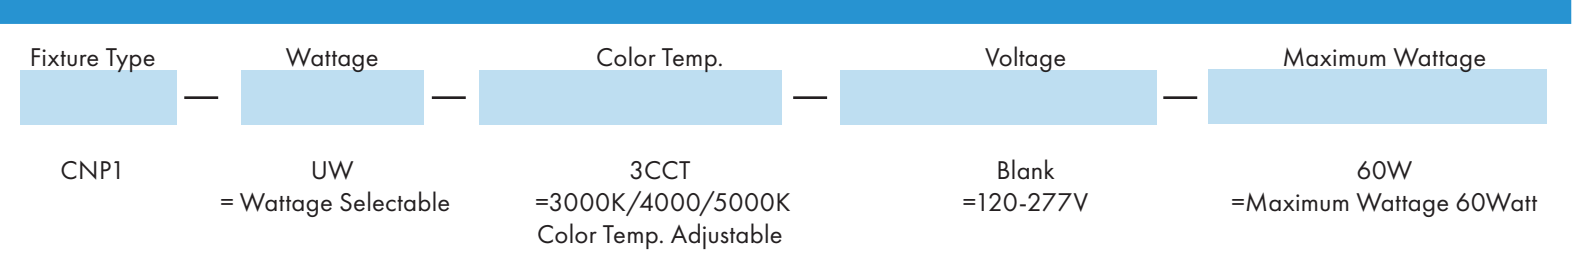 Fixture Type — Wattage — Color Temp. — Voltage — Maximum Wattage
CNP1 UW 3CCT Blank 60W
= Wattage Selectable =3000K/4000/5000K =120-277V =Maximum Wattage 60Watt
Color Temp. Adjustable